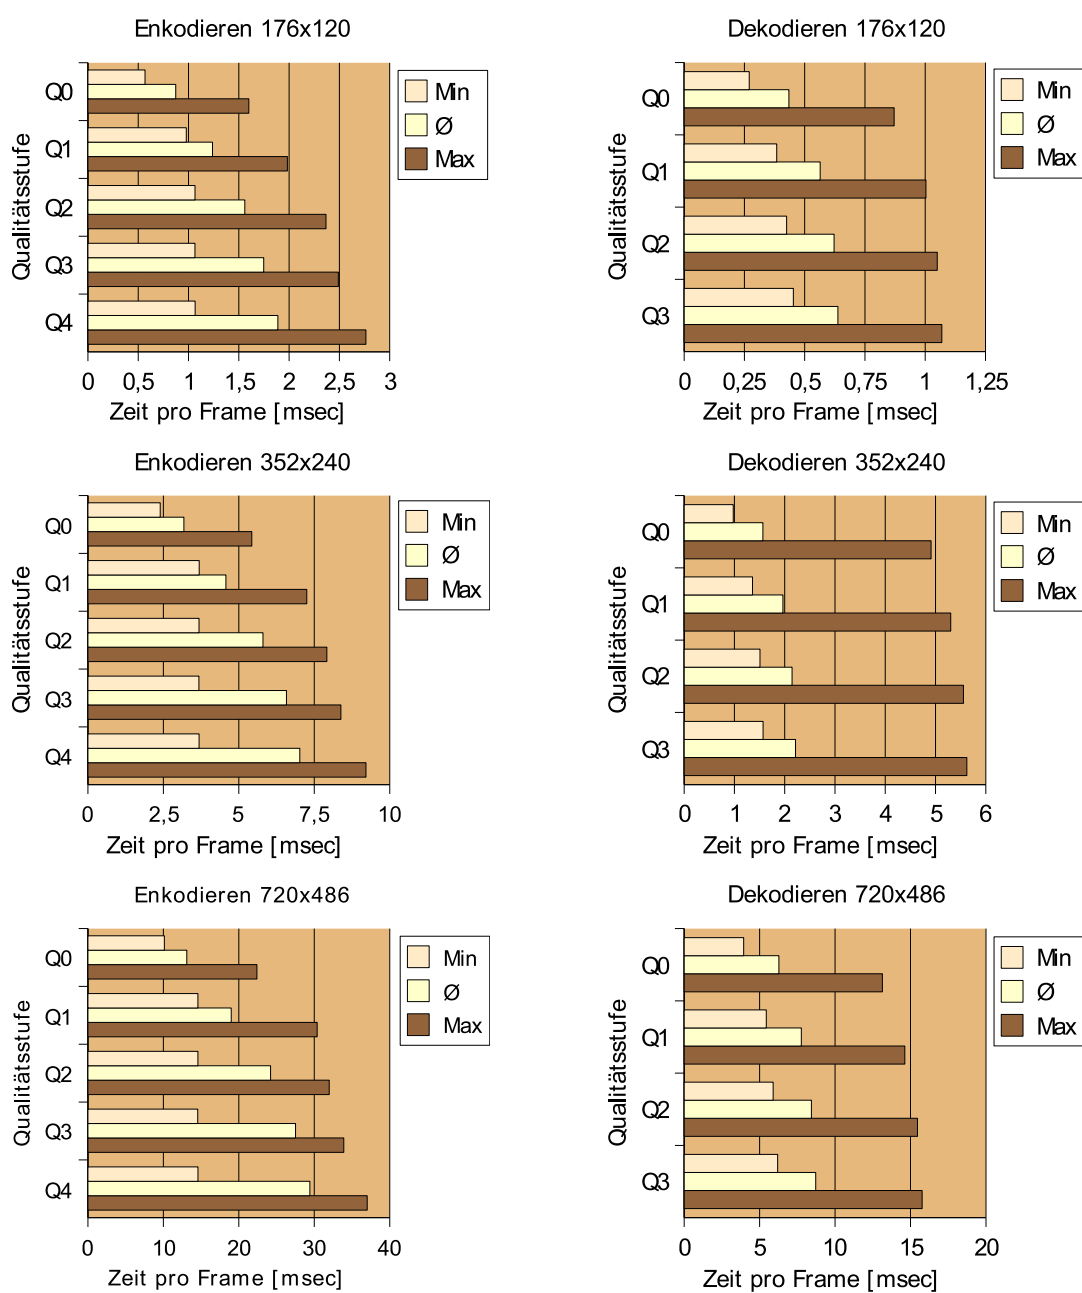 Enkodieren 176x120
Qualitätsstufe
Q0
Q1
Q2
Q3
Q4
0 0,5 1 1,5 2 2,5 3
Zeit pro Frame [msec]
Min
Ø
Max
Dekodieren 176x120
Qualitätsstufe
Q0
Q1
Q2
Q3
0 0,25 0,5 0,75 1 1,25
Zeit pro Frame [msec]
Min
Ø
Max
Enkodieren 352x240
Qualitätsstufe
Q0
Q1
Q2
Q3
Q4
0 2,5 5 7,5 10
Zeit pro Frame [msec]
Min
Ø
Max
Dekodieren 352x240
Qualitätsstufe
Q0
Q1
Q2
Q3
0 1 2 3 4 5 6
Zeit pro Frame [msec]
Min
Ø
Max
Enkodieren 720x486
Qualitätsstufe
Q0
Q1
Q2
Q3
Q4
0 10 20 30 40
Zeit pro Frame [msec]
Min
Ø
Max
Dekodieren 720x486
Qualitätsstufe
Q0
Q1
Q2
Q3
0 5 10 15 20
Zeit pro Frame [msec]
Min
Ø
Max